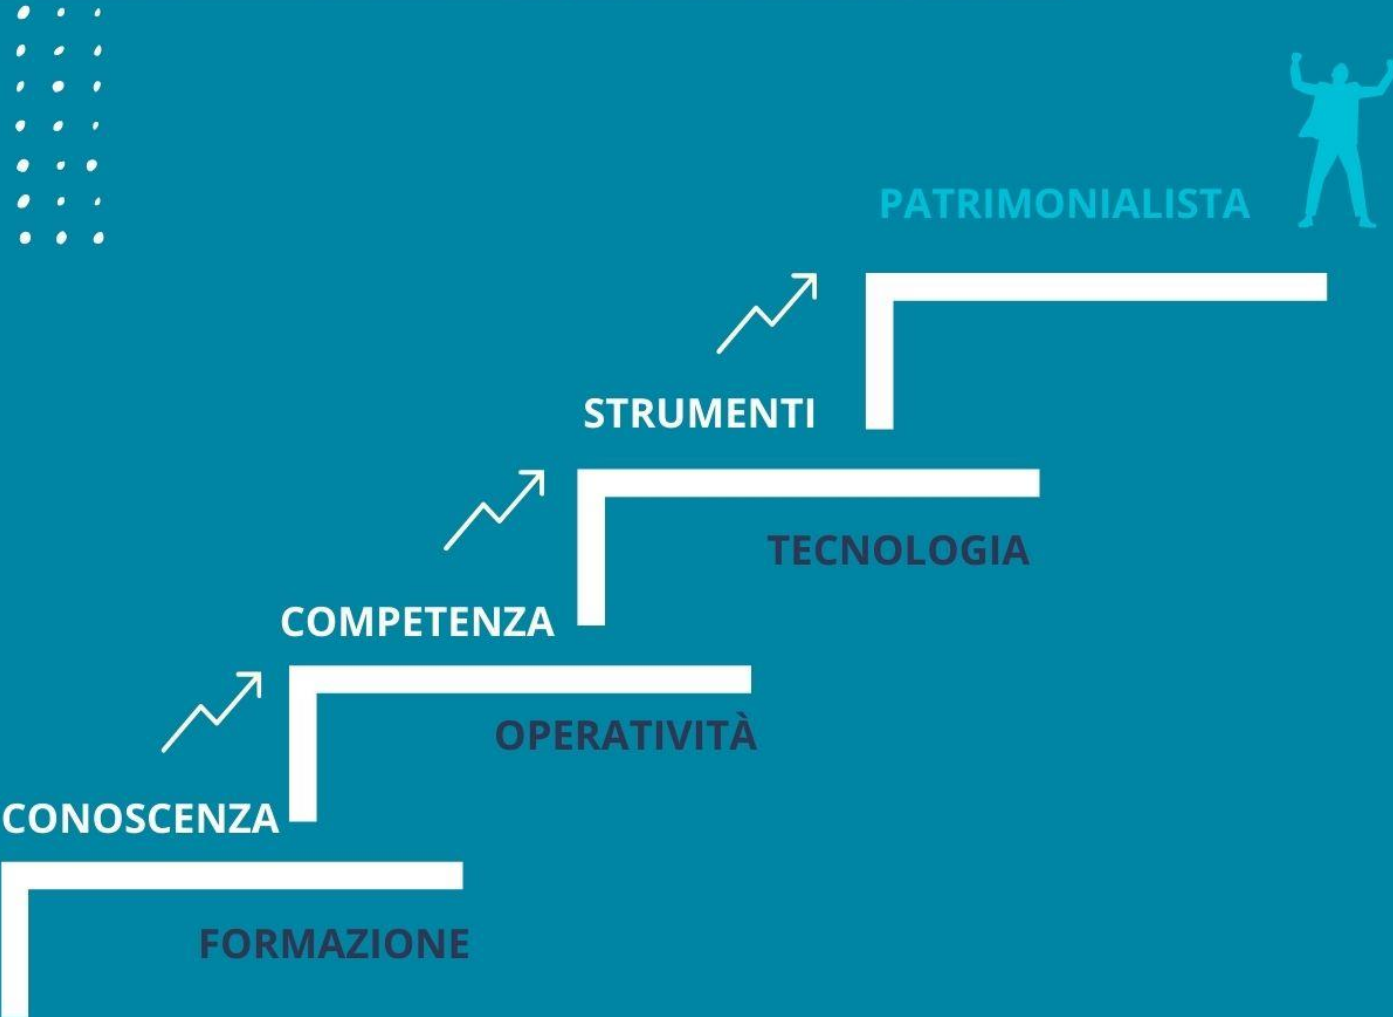 PATRIMONIALISTA
STRUMENTI
TECNOLOGIA
COMPETENZA
OPERATIVITÀ
CONOSCENZA
FORMAZIONE